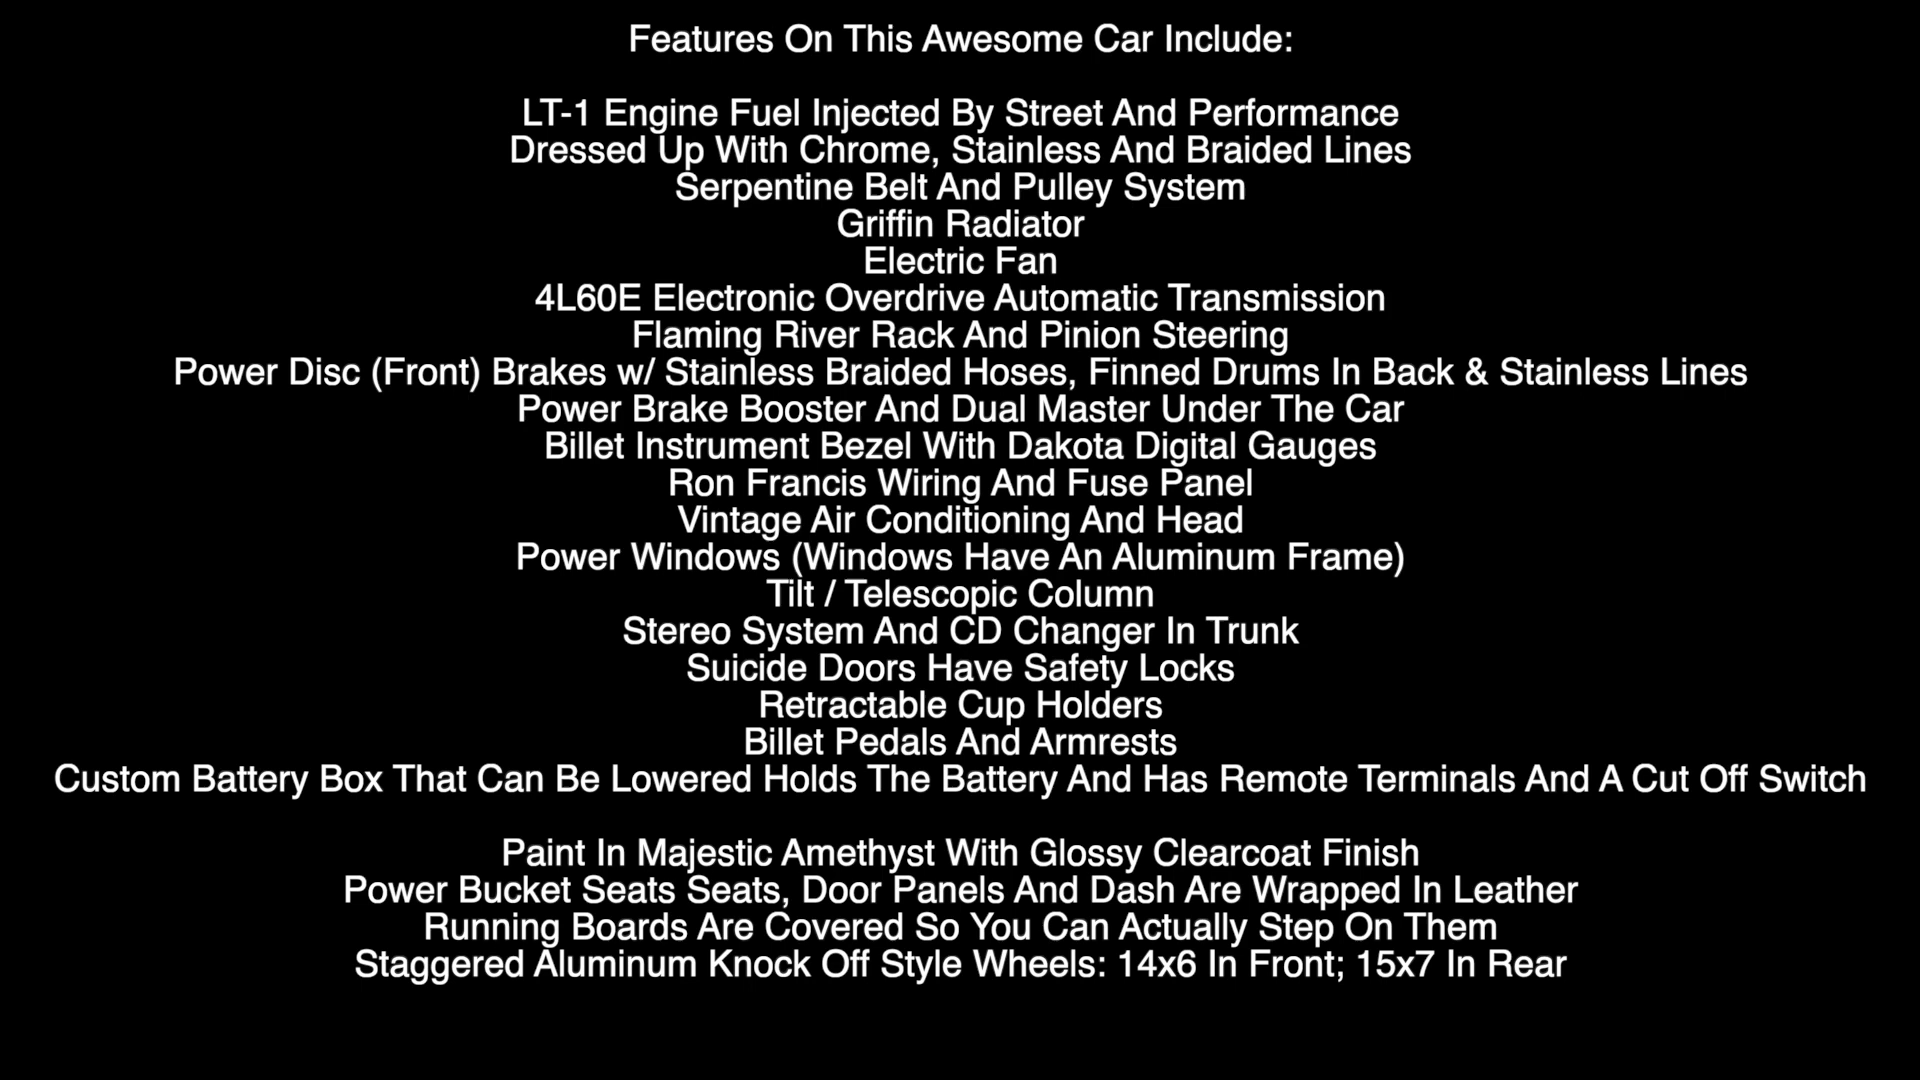 Features On This Awesome Car Include:
LT-1 Engine Fuel Injected By Street And Performance
Dressed Up With Chrome, Stainless And Braided Lines
Serpentine Belt And Pulley System
Griffin Radiator
Electric Fan
4L60E Electronic Overdrive Automatic Transmission
Flaming River Rack And Pinion Steering
Power Disc (Front) Brakes w/ Stainless Braided Hoses, Finned Drums In Back & Stainless Lines
Power Brake Booster And Dual Master Under The Car
Billet Instrument Bezel With Dakota Digital Gauges
Ron Francis Wiring And Fuse Panel
Vintage Air Conditioning And Head
Power Windows (Windows Have An Aluminum Frame)
Tilt / Telescopic Column
Stereo System And CD Changer In Trunk
Suicide Doors Have Safety Locks
Retractable Cup Holders
Billet Pedals And Armrests
Custom Battery Box That Can Be Lowered Holds The Battery And Has Remote Terminals And A Cut Off Switch
Paint In Majestic Amethyst With Glossy Clearcoat Finish
Power Bucket Seats Seats, Door Panels And Dash Are Wrapped In Leather
Running Boards Are Covered So You Can Actually Step On Them
Staggered Aluminum Knock Off Style Wheels: 14x6 In Front; 15x7 In Rear